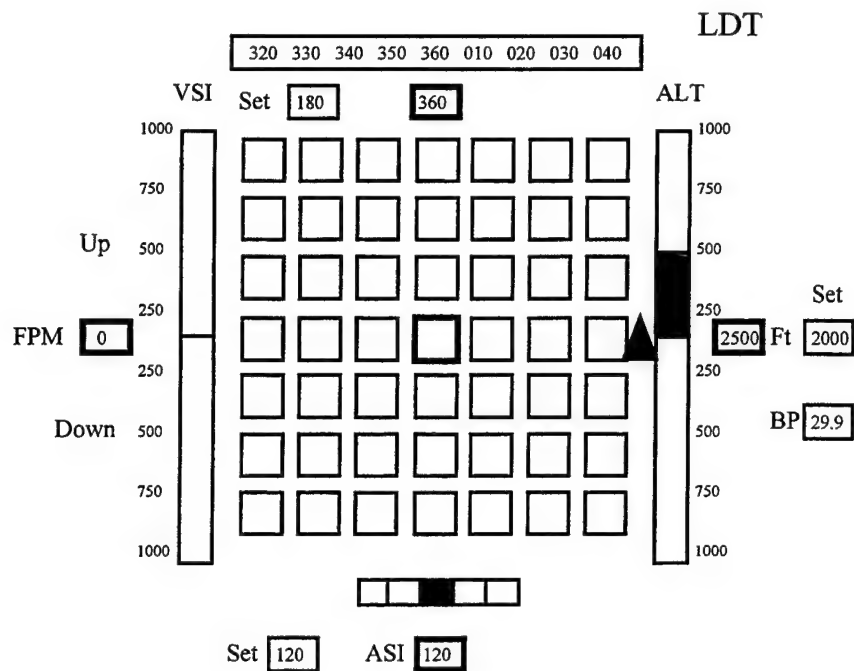 LDT
320 330 340 350 360 010 020 030 040
VSI Set 180 360 ALT
1000 1000
750 750
Up 500 500
250 250 Set
FPM 0 2500 Ft 2000
250 250
Down 500 500 BP 29.9
750 750
1000 1000
Set 120 ASI 120